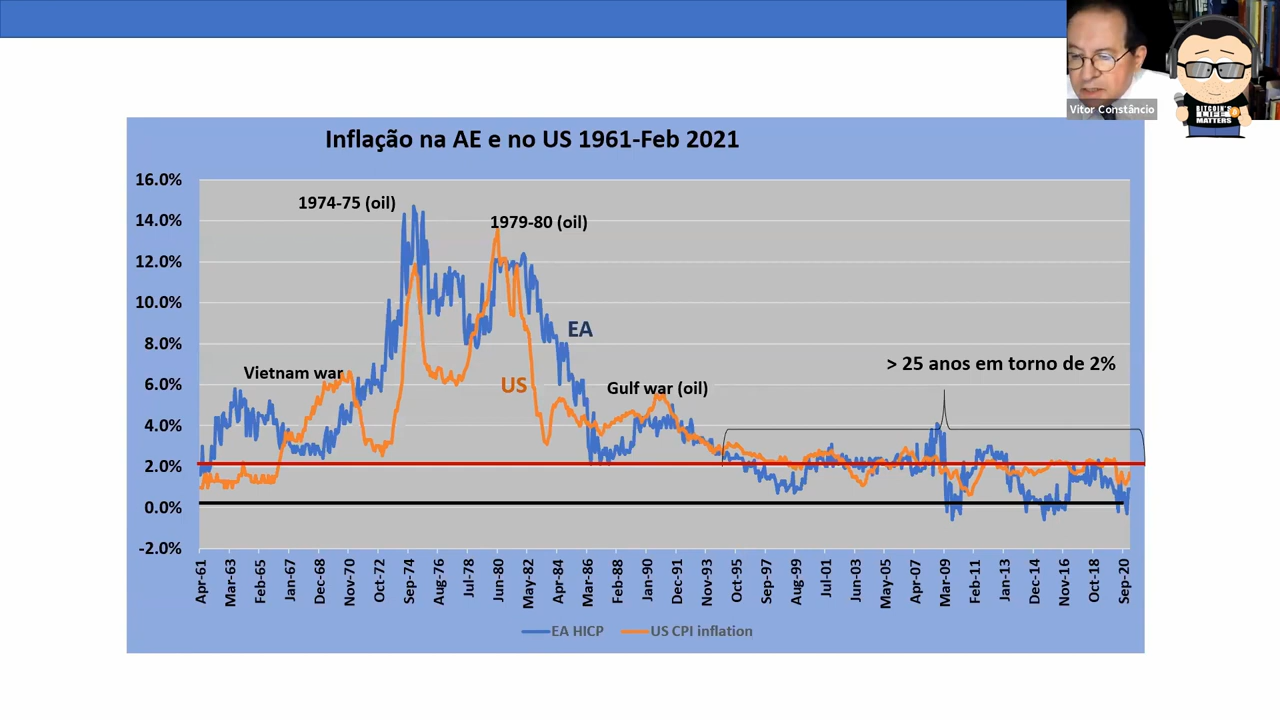 Vitor Constâncio
BITCOIN'S
MATTERS
Inflação na AE e no US 1961-Feb 2021
16.0%
14.0%
12.0%
10.0%
8.0%
6.0%
4.0%
2.0%
0.0%
-2.0%
1974-75 (oil)
1979-80 (oil)
EA
Vietnam war
US
Gulf war (oil)
> 25 anos em torno de 2%
Apr-61
Mar-63
Feb-65
Jan-67
Dec-68
Nov-70
Oct-72
Sep-74
Aug-76
Jul-78
Jun-80
May-82
Apr-84
Mar-86
Feb-88
Jan-90
Dec-91
Nov-93
Oct-95
Sep-97
Aug-99
Jul-01
Jun-03
May-05
Apr-07
Mar-09
Feb-11
Jan-13
Dec-14
Nov-16
Oct-18
Sep-20
EA HICP
US CPI inflation